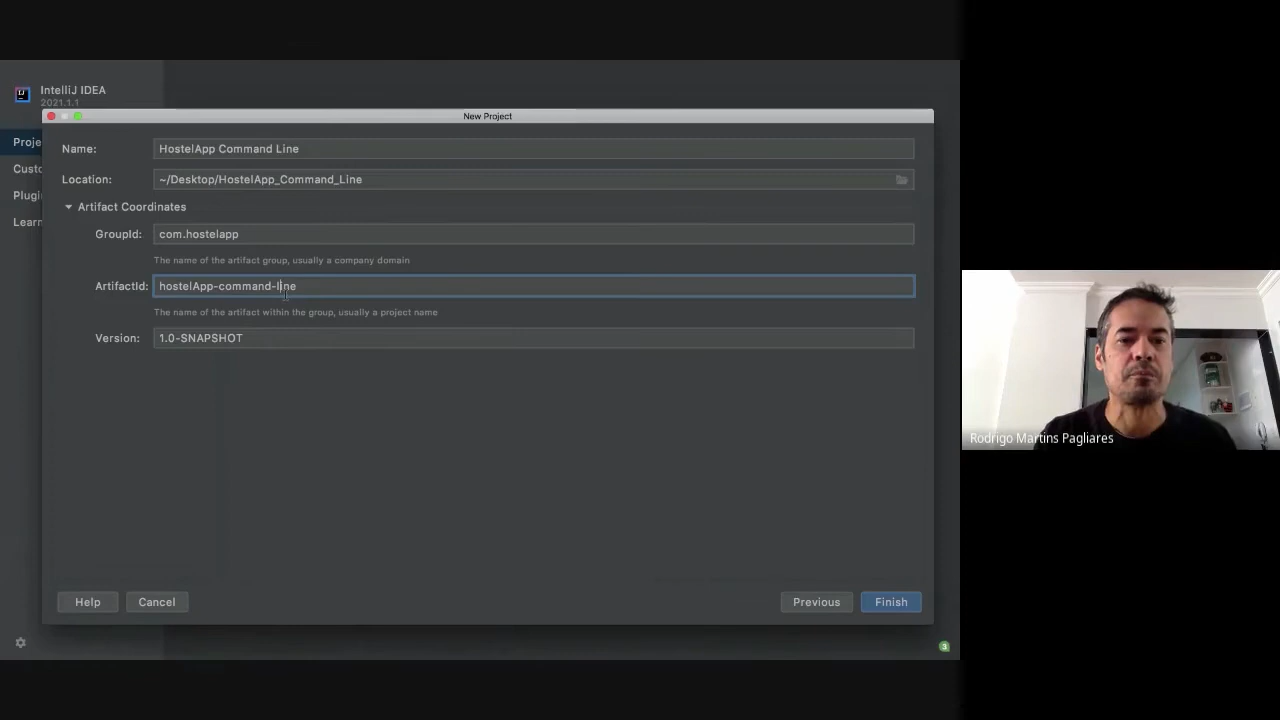 IntelliJ IDEA
2021.1.1
New Project
Proje
Name: HostelApp Command Line
Custo
Location: ~/Desktop/HostelApp_Command_Line
Plugi
Artifact Coordinates
Learn
GroupId: com.hostelapp
The name of the artifact group, usually a company domain
ArtifactId: hostelApp-command-line
The name of the artifact within the group, usually a project name
Version: 1.0-SNAPSHOT
Rodrigo Martins Pagliares
Help
Cancel
Previous
Finish
3